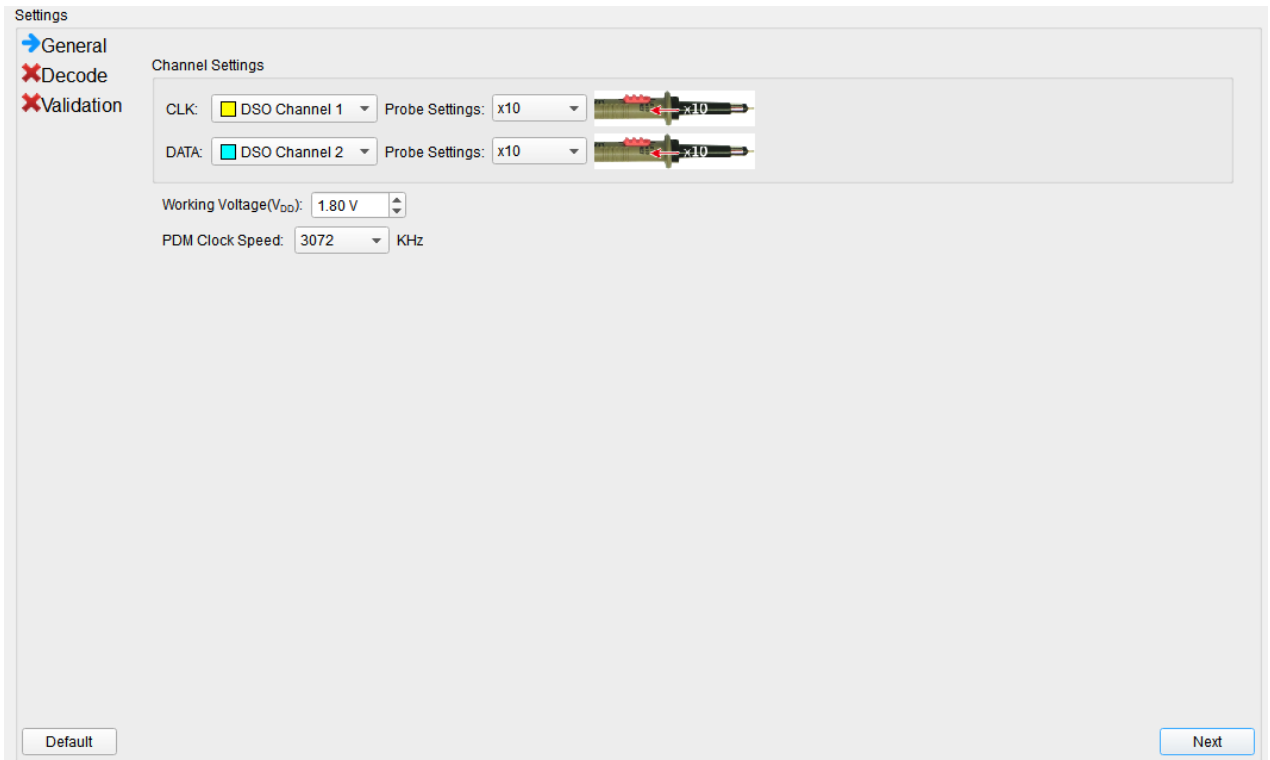 Settings
General
Decode
Validation
Channel Settings
CLK: DSO Channel 1 Probe Settings: x10 x10
DATA: DSO Channel 2 Probe Settings: x10 x10
Working Voltage(VDD): 1.80 V
PDM Clock Speed: 3072 KHz
Default Next